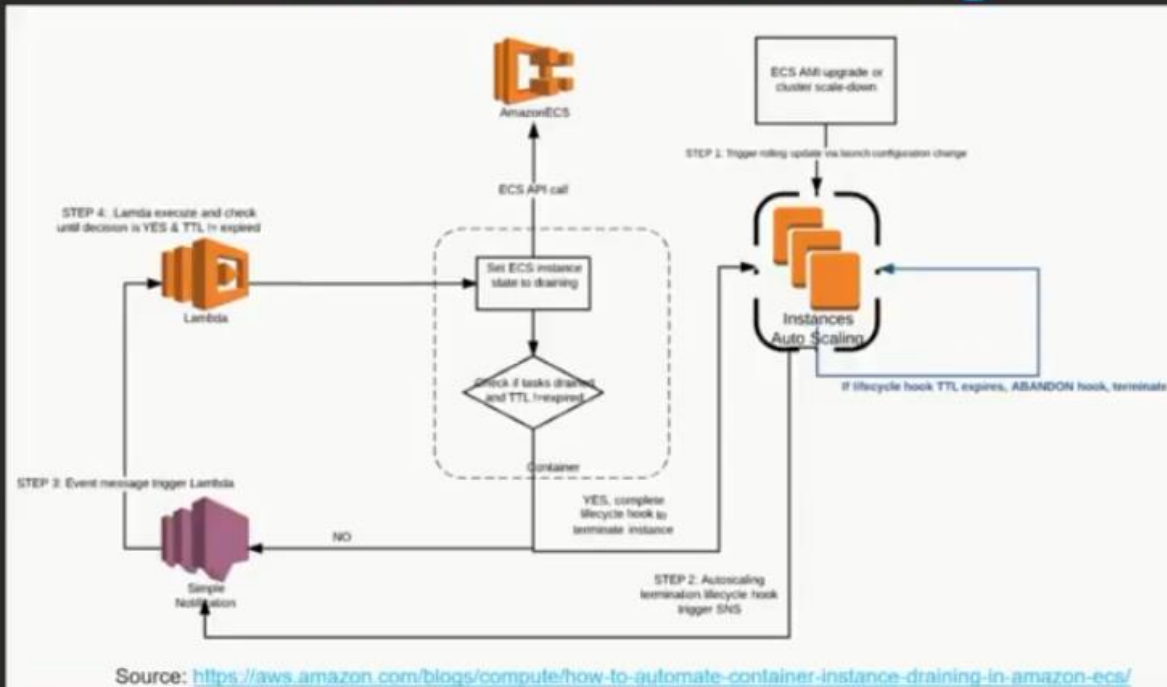 AmazonECS
ECS AMI upgrade or
cluster scale-down
STEP 1: Trigger rolling update via launch configuration change
ECS API call
STEP 4: Lamda execute and check
until decision is YES & TTL != expired
Lambda
Set ECS instance
state to draining
Instances
Auto Scaling
Check if tasks drained
and TTL !=expired
If lifecycle hook TTL expires, ABANDON hook, terminate
Container
STEP 3: Event message trigger Lambda
YES, complete
lifecycle hook to
terminate instance
NO
Simple
Notification
STEP 2: Autoscaling
termination lifecycle hook
trigger SNS
Source: https://aws.amazon.com/blogs/compute/how-to-automate-container-instance-draining-in-amazon-ecs/